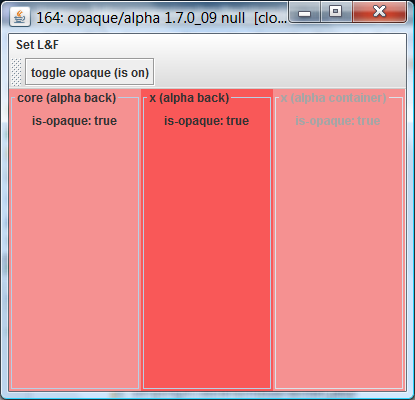 164: opaque/alpha 1.7.0_09 null [clo...
Set L&F
toggle opaque (is on)
core (alpha back) x (alpha back) x (alpha container)
is-opaque: true is-opaque: true is-opaque: true